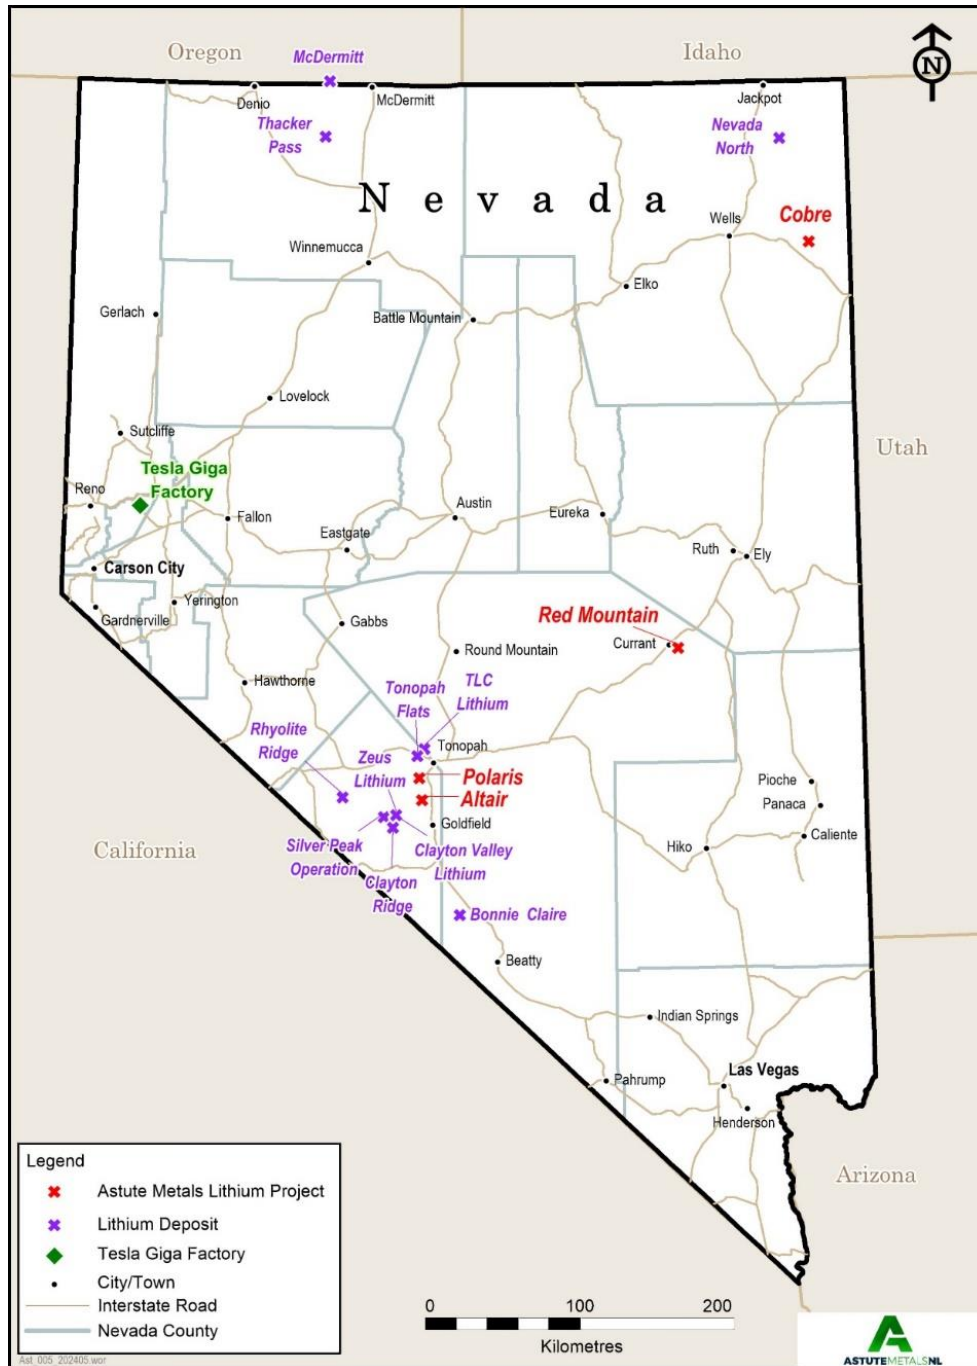 Oregon
McDermitt
Idaho
N
Denio
McDermitt
Jackpot
Thacker
Pass
Nevada
North
Nevada
Cobre
Wells
Winnemucca
Elko
Gerlach
Battle Mountain
Lovelock
Sutcliffe
Utah
Tesla Giga
Factory
Reno
Fallon
Austin
Eureka
Eastgate
Ruth
Ely
Carson City
Yerington
Gardnerville
Gabbs
Red Mountain
Currant
Round Mountain
Hawthorne
Tonopah
Flats
TLC
Lithium
Rhyolite
Ridge
Zeus
Lithium
Tonopah
Polaris
Altair
Pioche
Panaca
Goldfield
Caliente
Hiko
California
Silver Peak
Operation
Clayton Valley
Lithium
Clayton
Ridge
Bonnie Claire
Beatty
Indian Springs
Las Vegas
Pahrump
Henderson
Arizona
Legend
Astute Metals Lithium Project
Lithium Deposit
Tesla Giga Factory
City/Town
Interstate Road
Nevada County
0 100 200
Kilometres
Ast_005_202405.wor
ASTUTEMETALSNL